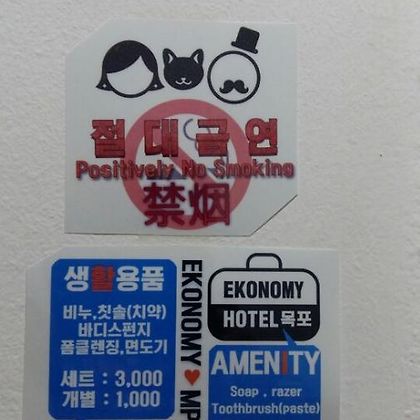 절대금연
Positively No Smoking
禁烟
생활용품
비누,칫솔(치약)
바디스펀지
폼클렌징,면도기
세트 : 3,000
개별 : 1,000
EKONOMY ♥ MP
EKONOMY
HOTEL목포
AMENITY
Soap , razer
Toothbrush(paste)